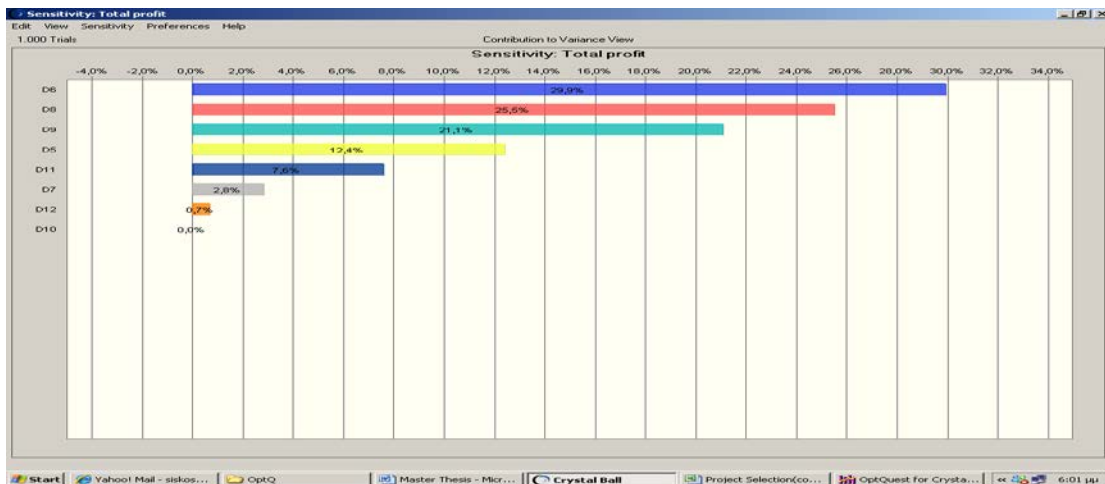 Sensitivity: Total profit
Edit View Sensitivity Preferences Help
1.000 Trials Contribution to Variance View
Sensitivity: Total profit
-4,0% -2,0% 0,0% 2,0% 4,0% 6,0% 8,0% 10,0% 12,0% 14,0% 16,0% 18,0% 20,0% 22,0% 24,0% 26,0% 28,0% 30,0% 32,0% 34,0%
D6 29,9%
D8 25,5%
D9 21,1%
D5 12,4%
D11 7,6%
D7 2,8%
D12 0,7%
D10 0,0%
Start Yahoo! Mail - siskos... OptQ Master Thesis - Micr... Crystal Ball Project Selection(co... OptQuest for Crysta... « 6:01 μμ